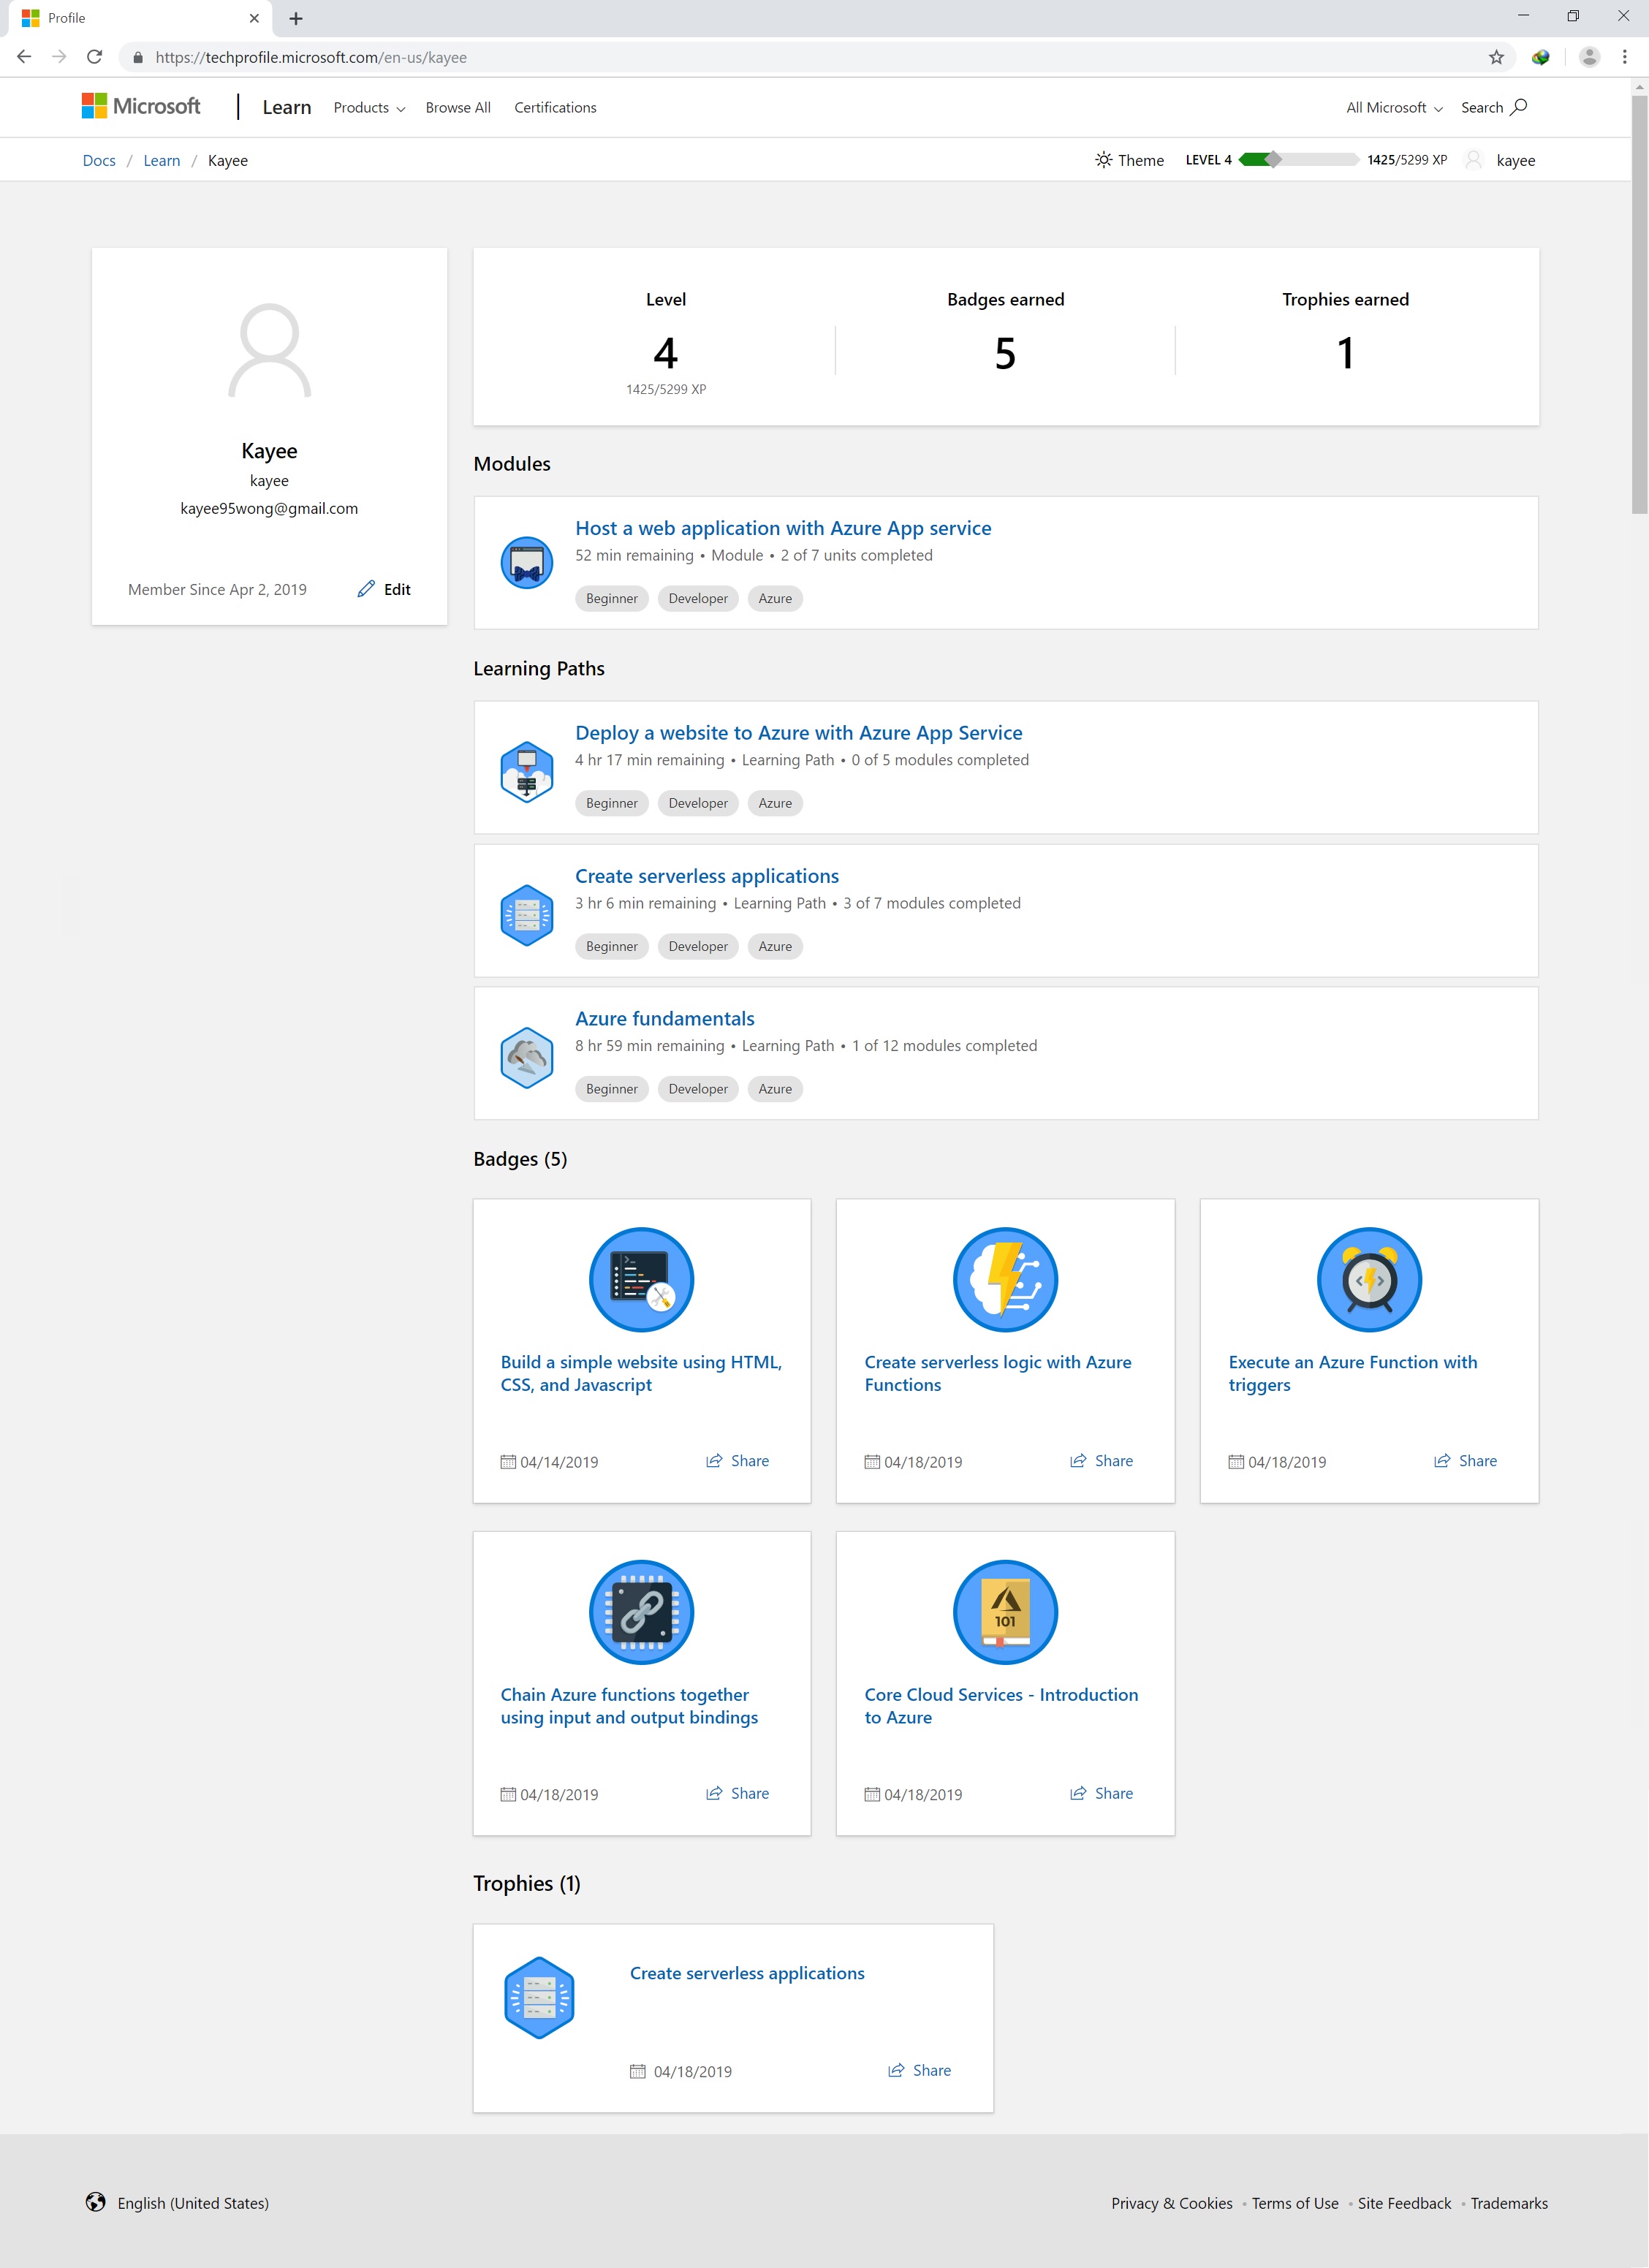 Profile
https://techprofile.microsoft.com/en-us/kayee
Microsoft Learn Products Browse All Certifications All Microsoft Search
Docs / Learn / Kayee Theme LEVEL 4 1425/5299 XP kayee
Level Badges earned Trophies earned
4 5 1
1425/5299 XP
Kayee
kayee
kayee95wong@gmail.com
Member Since Apr 2, 2019 Edit
Modules
Host a web application with Azure App service
52 min remaining • Module • 2 of 7 units completed
Beginner Developer Azure
Learning Paths
Deploy a website to Azure with Azure App Service
4 hr 17 min remaining • Learning Path • 0 of 5 modules completed
Beginner Developer Azure
Create serverless applications
3 hr 6 min remaining • Learning Path • 3 of 7 modules completed
Beginner Developer Azure
Azure fundamentals
8 hr 59 min remaining • Learning Path • 1 of 12 modules completed
Beginner Developer Azure
Badges (5)
Build a simple website using HTML,
CSS, and Javascript
04/14/2019 Share
Create serverless logic with Azure
Functions
04/18/2019 Share
Execute an Azure Function with
triggers
04/18/2019 Share
Chain Azure functions together
using input and output bindings
04/18/2019 Share
101
Core Cloud Services - Introduction
to Azure
04/18/2019 Share
Trophies (1)
Create serverless applications
04/18/2019 Share
English (United States) Privacy & Cookies • Terms of Use • Site Feedback • Trademarks